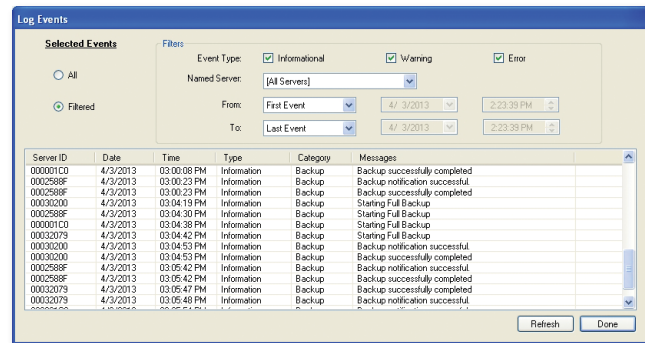 Log Events
Selected Events
Filters
Event Type: Informational Warning Error
All
Named Server: [All Servers]
Filtered
From: First Event 4/ 3/2013 2:23:39 PM
To: Last Event 4/ 3/2013 2:23:39 PM
Server ID Date Time Type Category Messages
000001C0 4/3/2013 03:00:08 PM Information Backup Backup successfully completed
0002588F 4/3/2013 03:00:23 PM Information Backup Backup notification successful.
0002588F 4/3/2013 03:00:23 PM Information Backup Backup successfully completed
00030200 4/3/2013 03:04:19 PM Information Backup Starting Full Backup
0002588F 4/3/2013 03:04:30 PM Information Backup Starting Full Backup
000001C0 4/3/2013 03:04:38 PM Information Backup Starting Full Backup
00032079 4/3/2013 03:04:42 PM Information Backup Starting Full Backup
00030200 4/3/2013 03:04:53 PM Information Backup Backup notification successful.
00030200 4/3/2013 03:04:53 PM Information Backup Backup successfully completed
0002588F 4/3/2013 03:05:42 PM Information Backup Backup notification successful.
0002588F 4/3/2013 03:05:42 PM Information Backup Backup successfully completed
00032079 4/3/2013 03:05:47 PM Information Backup Backup successfully completed
00032079 4/3/2013 03:05:48 PM Information Backup Backup notification successful.
Refresh Done